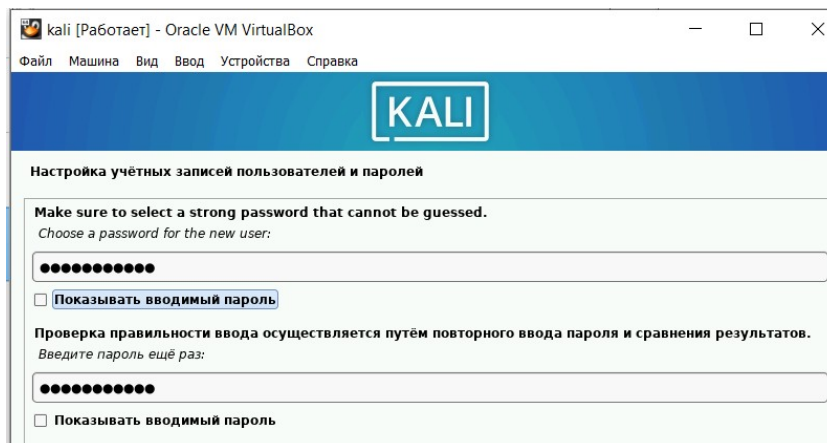 kali [Работает] - Oracle VM VirtualBox
Файл Машина Вид Ввод Устройства Справка
KALI
Настройка учётных записей пользователей и паролей
Make sure to select a strong password that cannot be guessed.
Choose a password for the new user:
●●●●●●●●●●●
Показывать вводимый пароль
Проверка правильности ввода осуществляется путём повторного ввода пароля и сравнения результатов.
Введите пароль ещё раз:
●●●●●●●●●●●
Показывать вводимый пароль